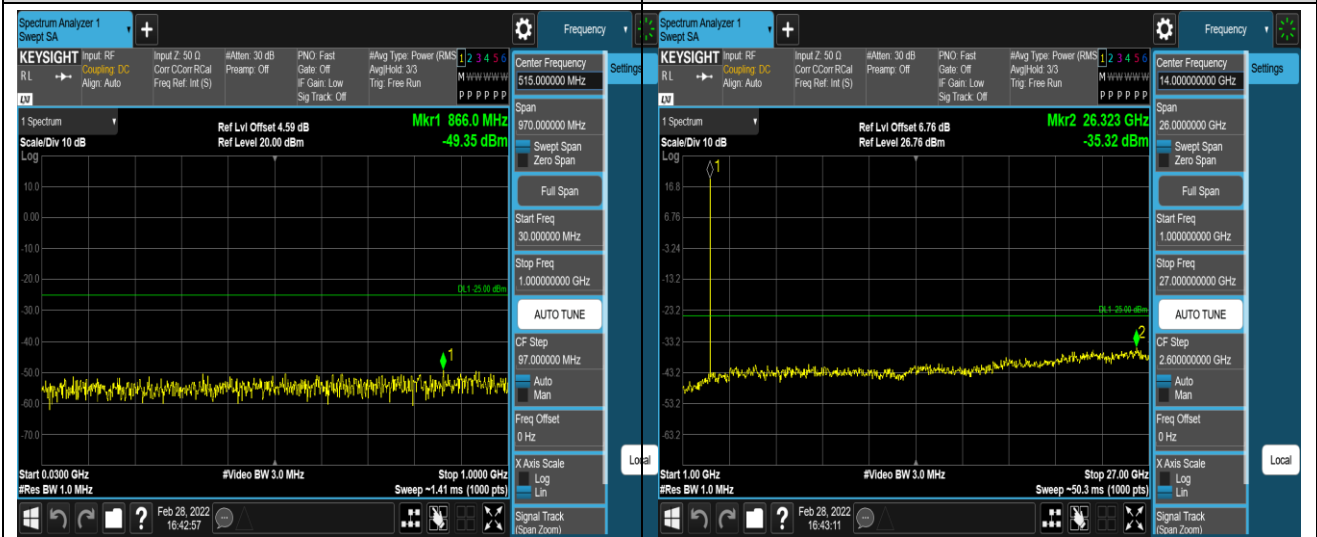 Spectrum Analyzer 1
Swept SA
+
Frequency
KEYSIGHT
RL
LXI
Input: RF
Coupling: DC
Align: Auto
Input Z: 50 Ω
Corr CCorr RCal
Freq Ref: Int (S)
#Atten: 30 dB
Preamp: Off
PNO: Fast
Gate: Off
IF Gain: Low
Sig Track: Off
#Avg Type: Power (RMS
Avg|Hold: 3/3
Trig: Free Run
1 2 3 4 5 6
M W W W W W
P P P P P P
Center Frequency
515.000000 MHz
Settings
Span
970.000000 MHz
Swept Span
Zero Span
Full Span
Start Freq
30.000000 MHz
Stop Freq
1.000000000 GHz
AUTO TUNE
CF Step
97.000000 MHz
Auto
Man
Freq Offset
0 Hz
X Axis Scale
Log
Lin
Signal Track
(Span Zoom)
Local
1 Spectrum
Scale/Div 10 dB
Log
Ref Lvl Offset 4.59 dB
Ref Level 20.00 dBm
Mkr1 866.0 MHz
-49.35 dBm
10.0
0.00
-10.0
-20.0
DL1 -25.00 dBm
-30.0
-40.0
1
-50.0
-60.0
-70.0
Start 0.0300 GHz
#Res BW 1.0 MHz
#Video BW 3.0 MHz
Stop 1.0000 GHz
Sweep ~1.41 ms (1000 pts)
?
Feb 28, 2022
16:42:57
Spectrum Analyzer 1
Swept SA
+
Frequency
KEYSIGHT
RL
LXI
Input: RF
Coupling: DC
Align: Auto
Input Z: 50 Ω
Corr CCorr RCal
Freq Ref: Int (S)
#Atten: 30 dB
Preamp: Off
PNO: Fast
Gate: Off
IF Gain: Low
Sig Track: Off
#Avg Type: Power (RMS
Avg|Hold: 3/3
Trig: Free Run
1 2 3 4 5 6
M W W W W W
P P P P P P
Center Frequency
14.000000000 GHz
Settings
Span
26.0000000 GHz
Swept Span
Zero Span
Full Span
Start Freq
1.000000000 GHz
Stop Freq
27.000000000 GHz
AUTO TUNE
CF Step
2.600000000 GHz
Auto
Man
Freq Offset
0 Hz
X Axis Scale
Log
Lin
Signal Track
(Span Zoom)
Local
1 Spectrum
Scale/Div 10 dB
Log
Ref Lvl Offset 6.76 dB
Ref Level 26.76 dBm
Mkr2 26.323 GHz
-35.32 dBm
1
16.8
6.76
-3.24
-13.2
-23.2
DL1 -25.00 dBm
-33.2
2
-43.2
-53.2
-63.2
Start 1.00 GHz
#Res BW 1.0 MHz
#Video BW 3.0 MHz
Stop 27.00 GHz
Sweep ~50.3 ms (1000 pts)
?
Feb 28, 2022
16:43:11